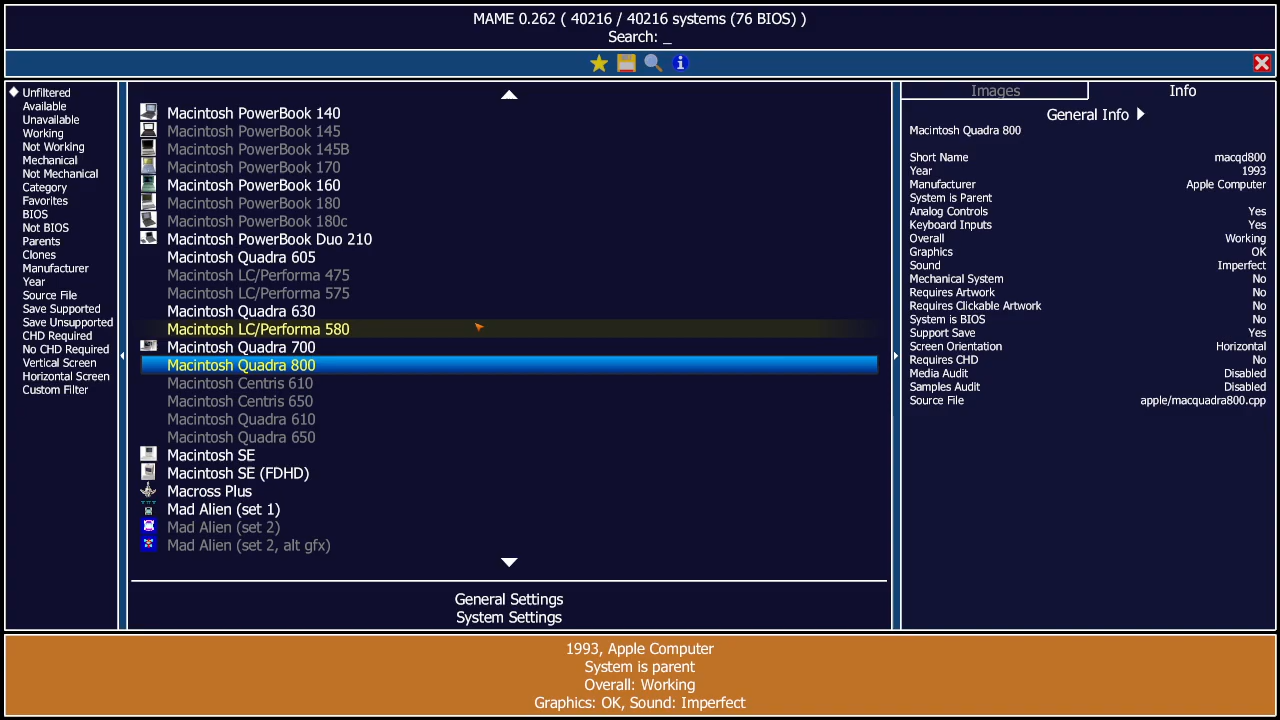 MAME 0.262 ( 40216 / 40216 systems (76 BIOS) )
Search: _
Unfiltered
Available
Unavailable
Working
Not Working
Mechanical
Not Mechanical
Category
Favorites
BIOS
Not BIOS
Parents
Clones
Manufacturer
Year
Source File
Save Supported
Save Unsupported
CHD Required
No CHD Required
Vertical Screen
Horizontal Screen
Custom Filter
Macintosh PowerBook 140
Macintosh PowerBook 145
Macintosh PowerBook 145B
Macintosh PowerBook 170
Macintosh PowerBook 160
Macintosh PowerBook 180
Macintosh PowerBook 180c
Macintosh PowerBook Duo 210
Macintosh Quadra 605
Macintosh LC/Performa 475
Macintosh LC/Performa 575
Macintosh Quadra 630
Macintosh LC/Performa 580
Macintosh Quadra 700
Macintosh Quadra 800
Macintosh Centris 610
Macintosh Centris 650
Macintosh Quadra 610
Macintosh Quadra 650
Macintosh SE
Macintosh SE (FDHD)
Macross Plus
Mad Alien (set 1)
Mad Alien (set 2)
Mad Alien (set 2, alt gfx)
General Settings
System Settings
Images Info
General Info
Macintosh Quadra 800
Short Name macqd800
Year 1993
Manufacturer Apple Computer
System is Parent
Analog Controls Yes
Keyboard Inputs Yes
Overall Working
Graphics OK
Sound Imperfect
Mechanical System No
Requires Artwork No
Requires Clickable Artwork No
System is BIOS No
Support Save Yes
Screen Orientation Horizontal
Requires CHD No
Media Audit Disabled
Samples Audit Disabled
Source File apple/macquadra800.cpp
1993, Apple Computer
System is parent
Overall: Working
Graphics: OK, Sound: Imperfect